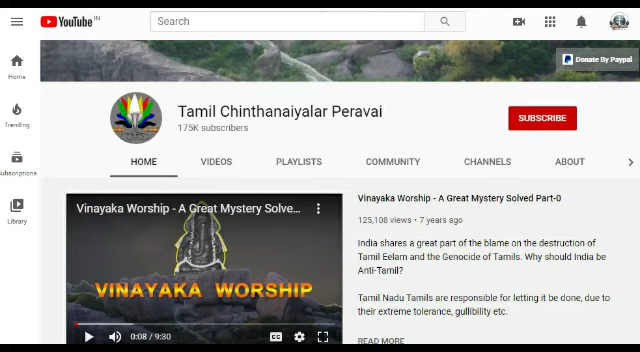 YouTube IN
Search
Donate By Paypal
Home
Tamil Chinthanaiyalar Peravai
175K subscribers
SUBSCRIBE
Trending
HOME VIDEOS PLAYLISTS COMMUNITY CHANNELS ABOUT
ubscriptions
Library
Vinayaka Worship - A Great Mystery Solve...
VINAYAKA WORSHIP
0:08 / 9:30
Vinayaka Worship - A Great Mystery Solved Part-0
125,108 views • 7 years ago
India shares a great part of the blame on the destruction of
Tamil Eelam and the Genocide of Tamils. Why should India be
Anti-Tamil?
Tamil Nadu Tamils are responsible for letting it be done, due to
their extreme tolerance, gullibility etc.
READ MORE